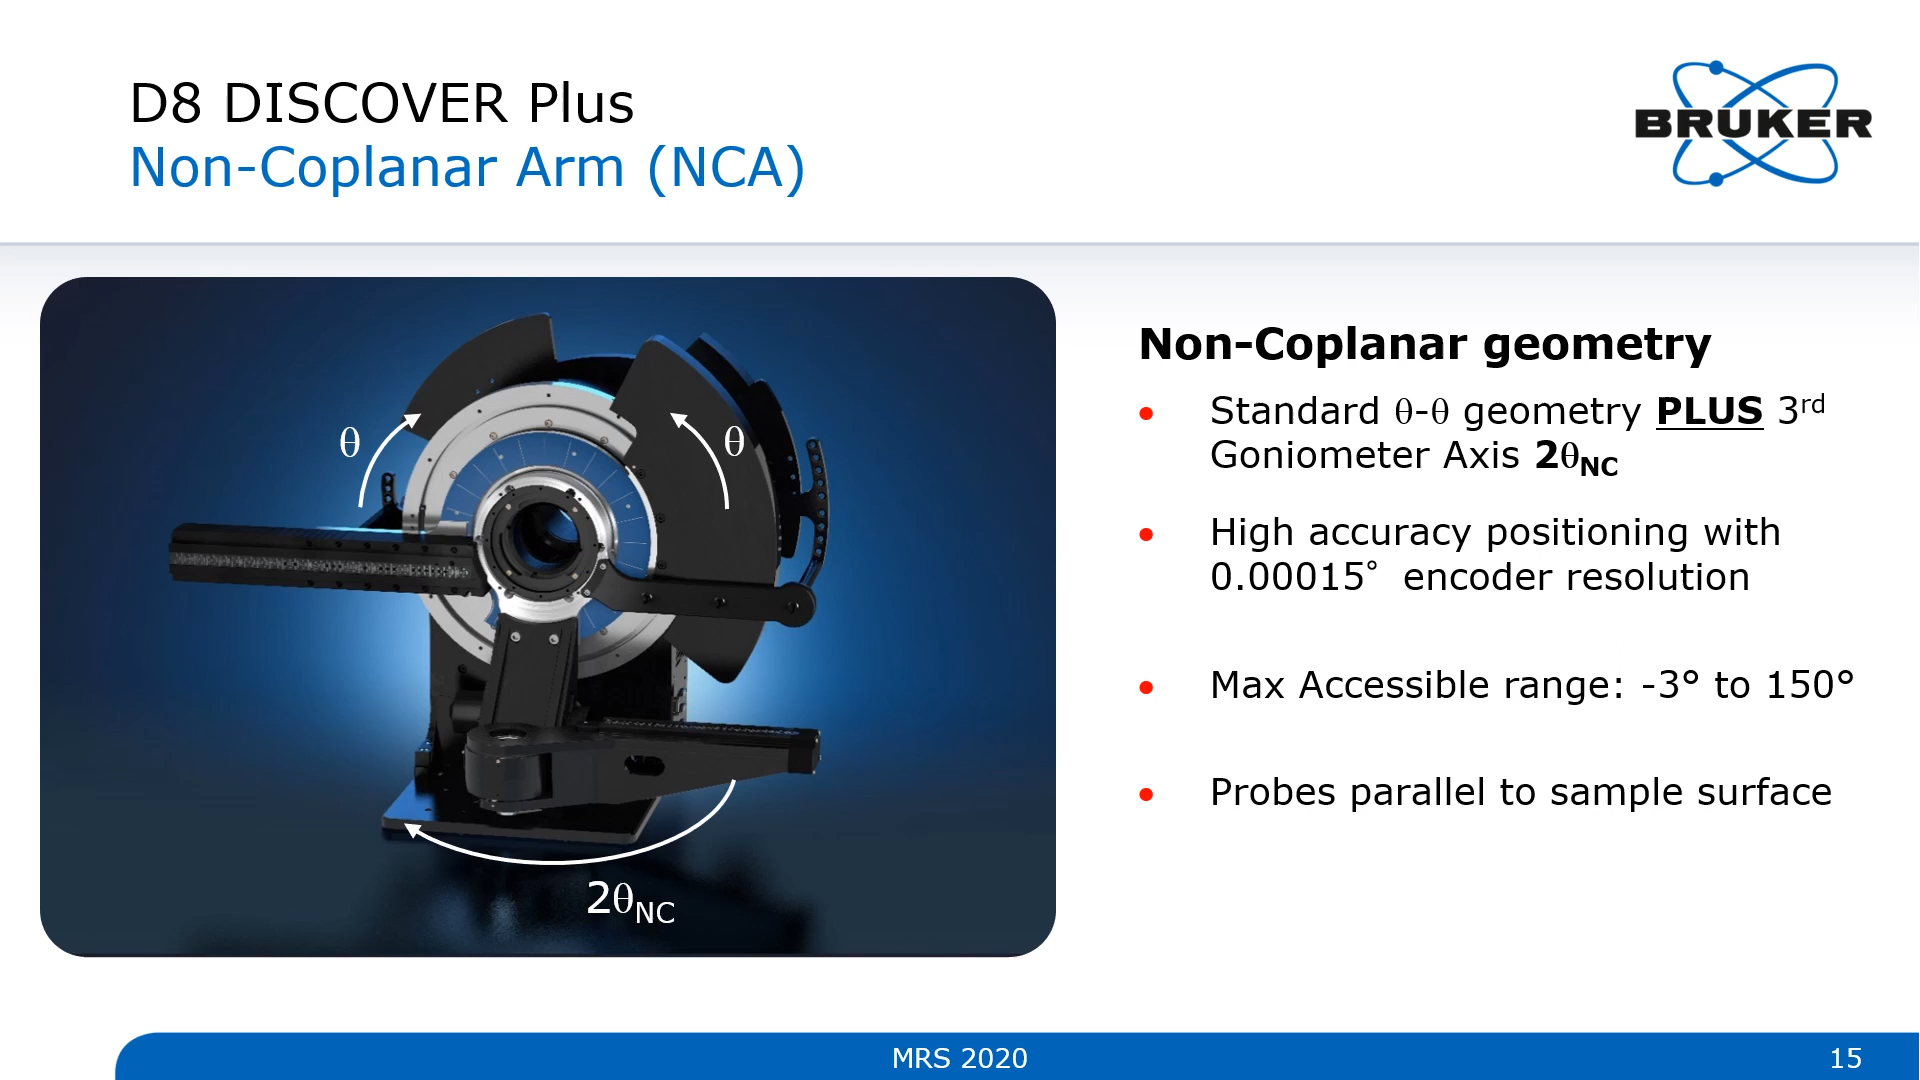 D8 DISCOVER Plus
Non-Coplanar Arm (NCA)
BRUKER
θ
θ
2θNC
Non-Coplanar geometry
• Standard θ-θ geometry PLUS 3rd
Goniometer Axis 2θNC
• High accuracy positioning with
0.00015° encoder resolution
• Max Accessible range: -3° to 150°
• Probes parallel to sample surface
MRS 2020
15